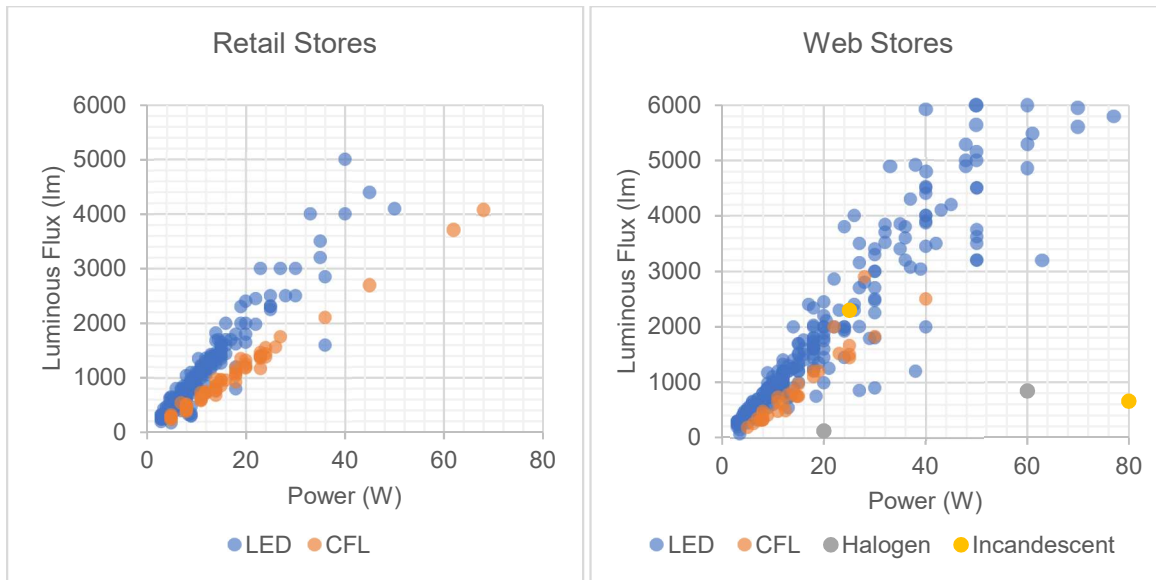 Retail Stores
Luminous Flux (lm)
6000
5000
4000
3000
2000
1000
0
0 20 40 60 80
Power (W)
LED CFL
Web Stores
Luminous Flux (lm)
6000
5000
4000
3000
2000
1000
0
0 20 40 60 80
Power (W)
LED CFL Halogen Incandescent